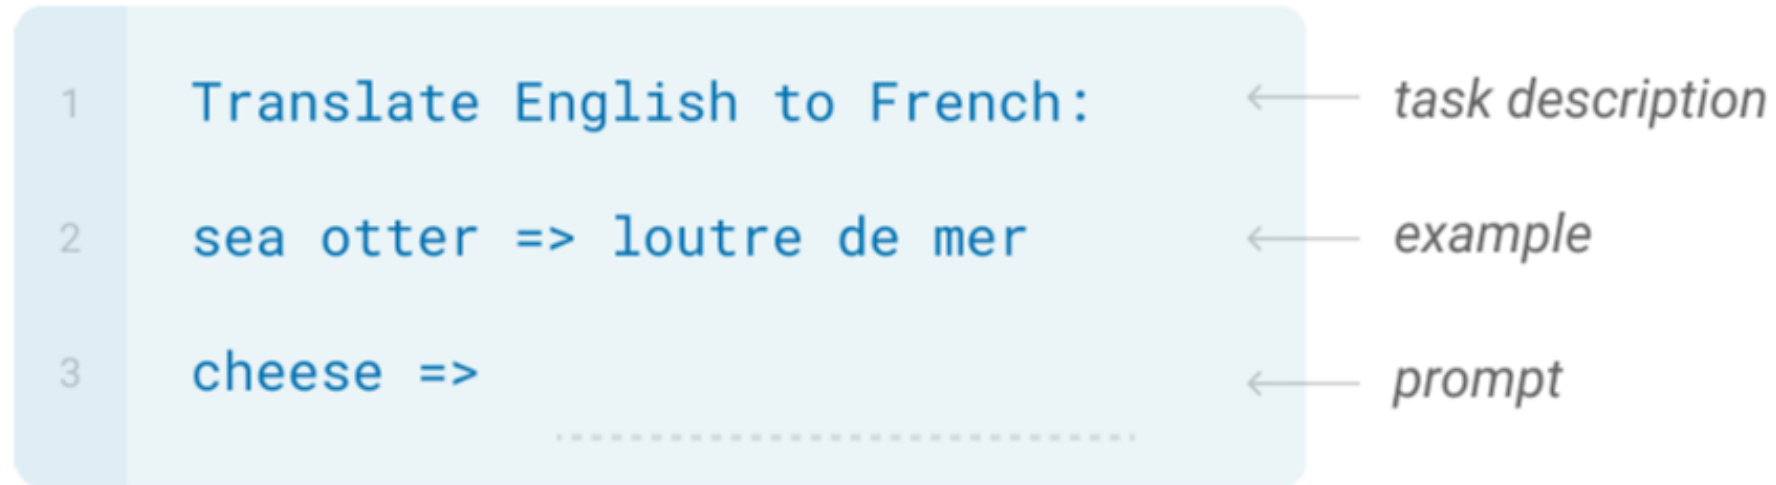 1 Translate English to French: task description
2 sea otter => loutre de mer example
3 cheese => prompt